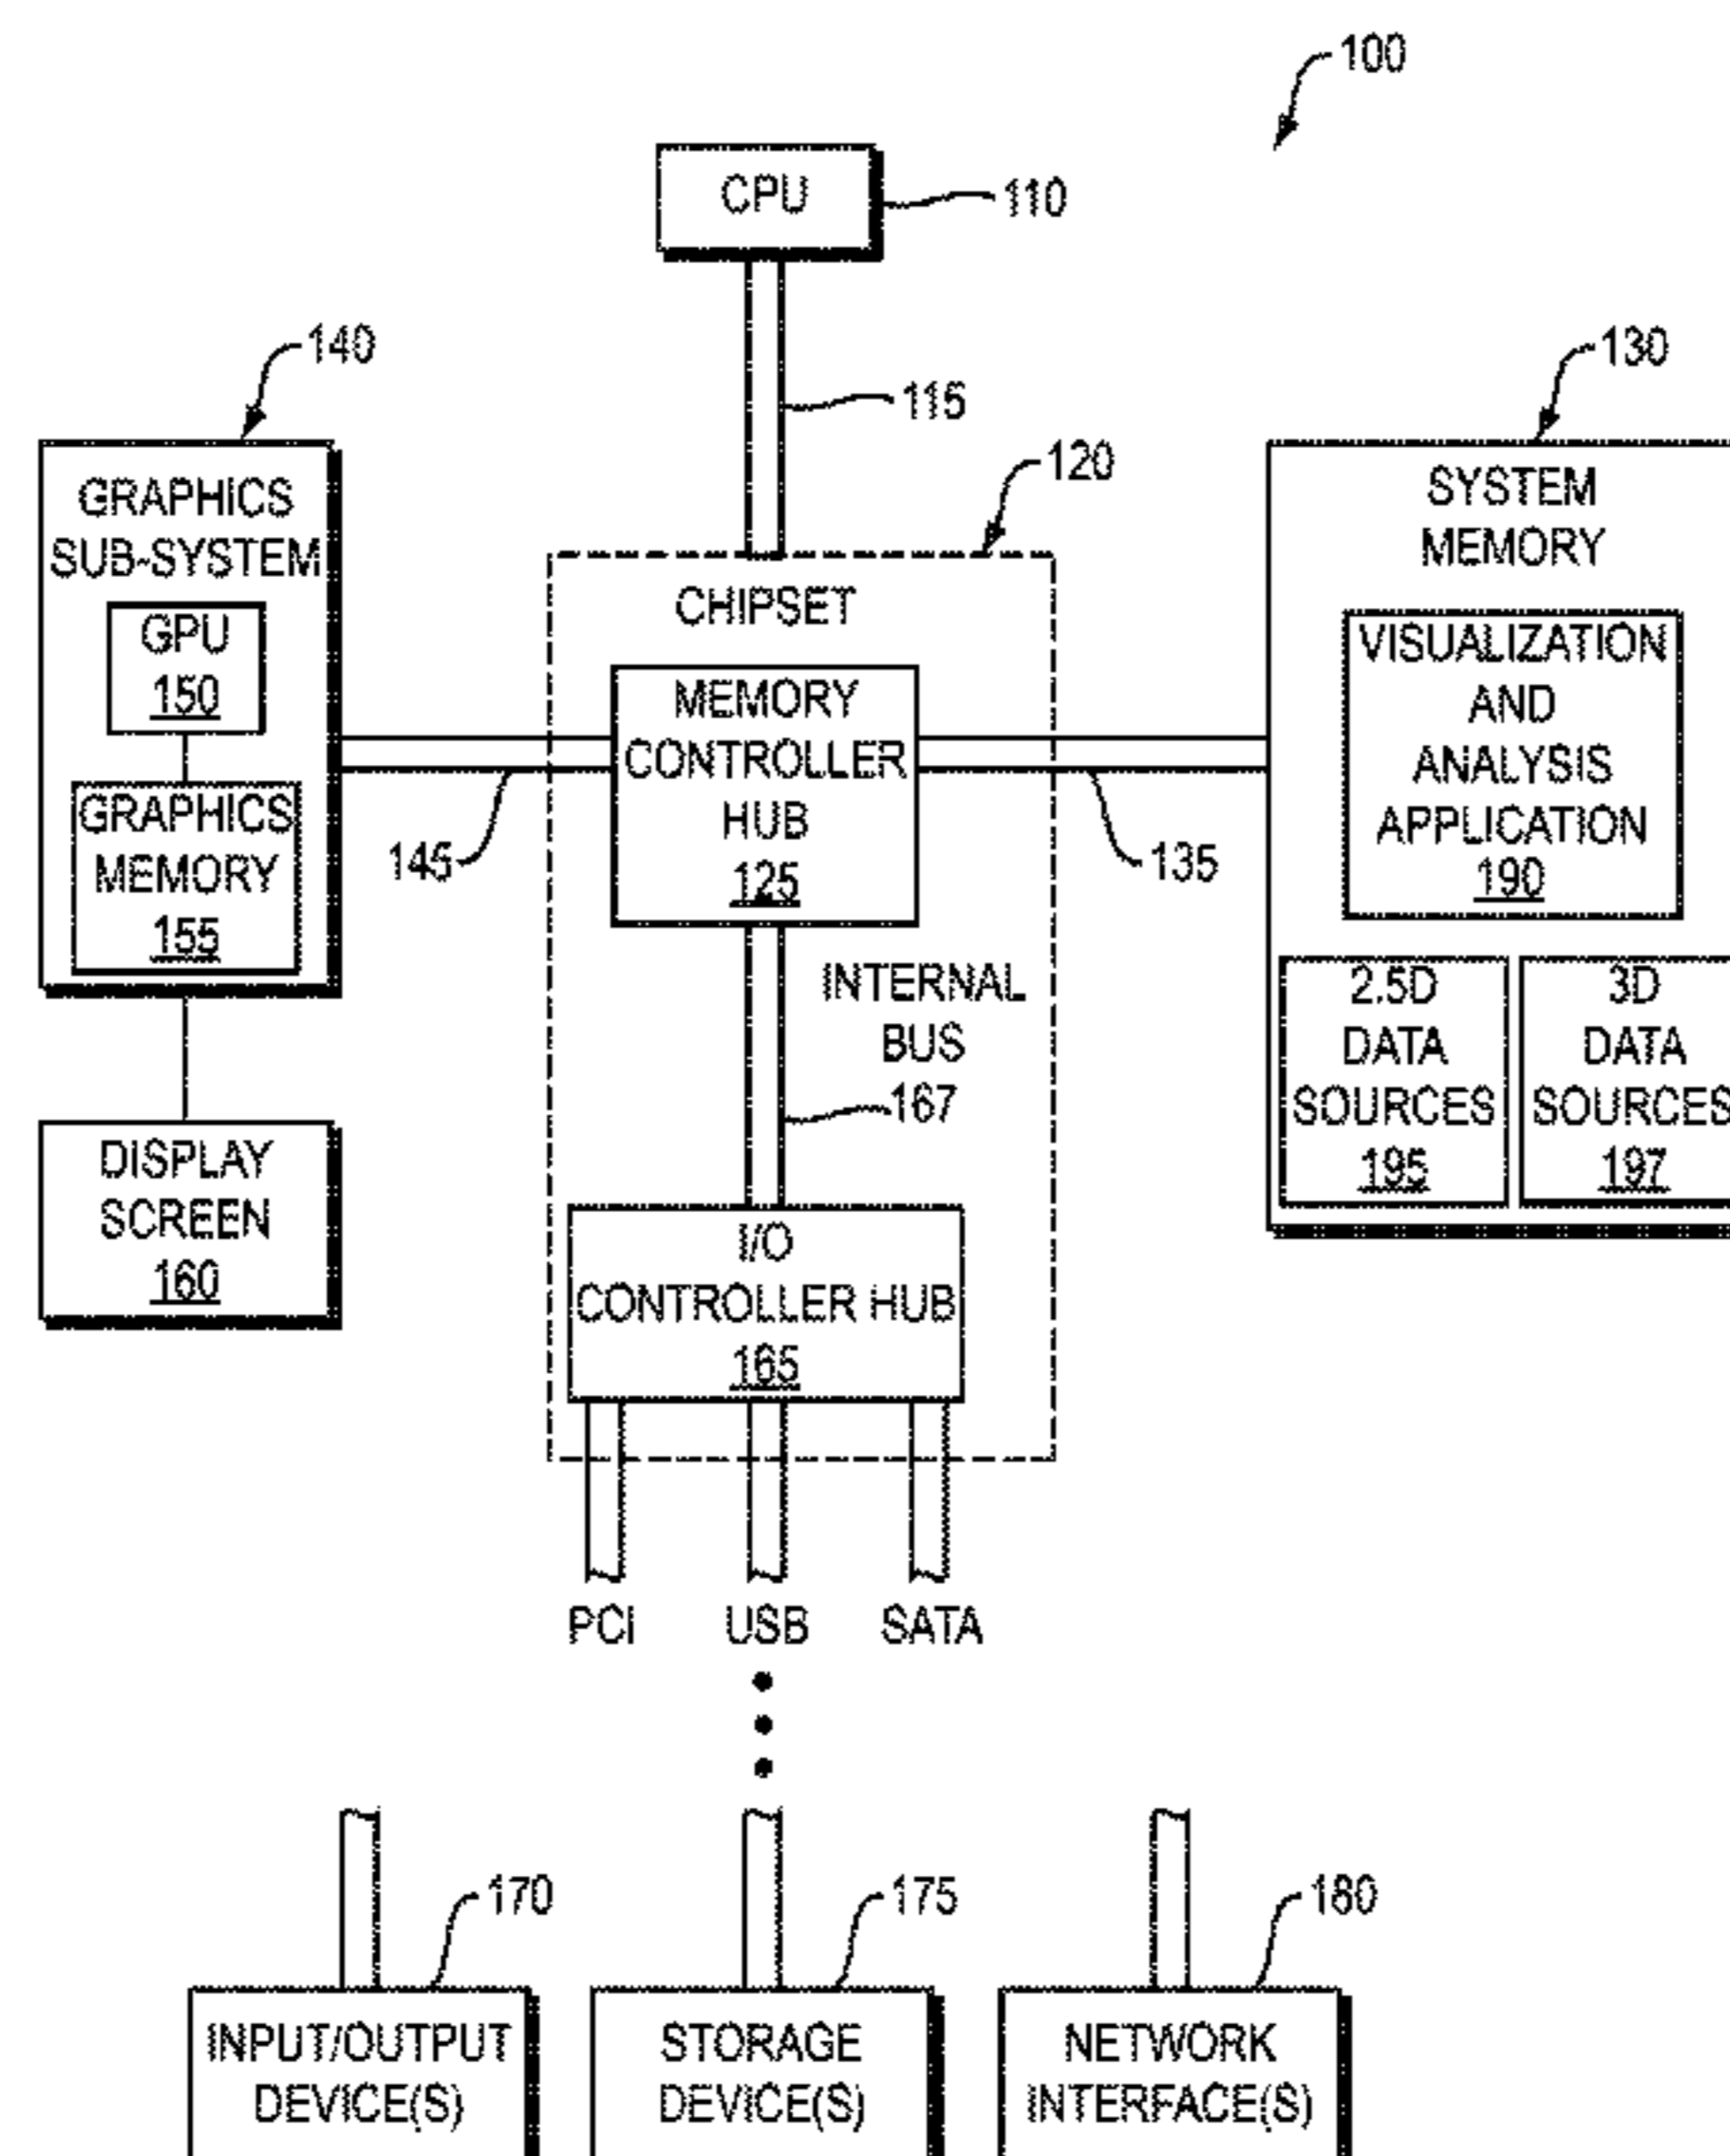 100
CPU
110
140
130
115
120
GRAPHICS
SUB-SYSTEM
GPU
150
GRAPHICS
MEMORY
155
CHIPSET
MEMORY
CONTROLLER
HUB
125
145
135
SYSTEM
MEMORY
VISUALIZATION
AND
ANALYSIS
APPLICATION
190
2.5D
DATA
SOURCES
195
3D
DATA
SOURCES
197
INTERNAL
BUS
167
DISPLAY
SCREEN
160
I/O
CONTROLLER HUB
165
PCI
USB
SATA
170
175
180
INPUT/OUTPUT
DEVICE(S)
STORAGE
DEVICE(S)
NETWORK
INTERFACE(S)